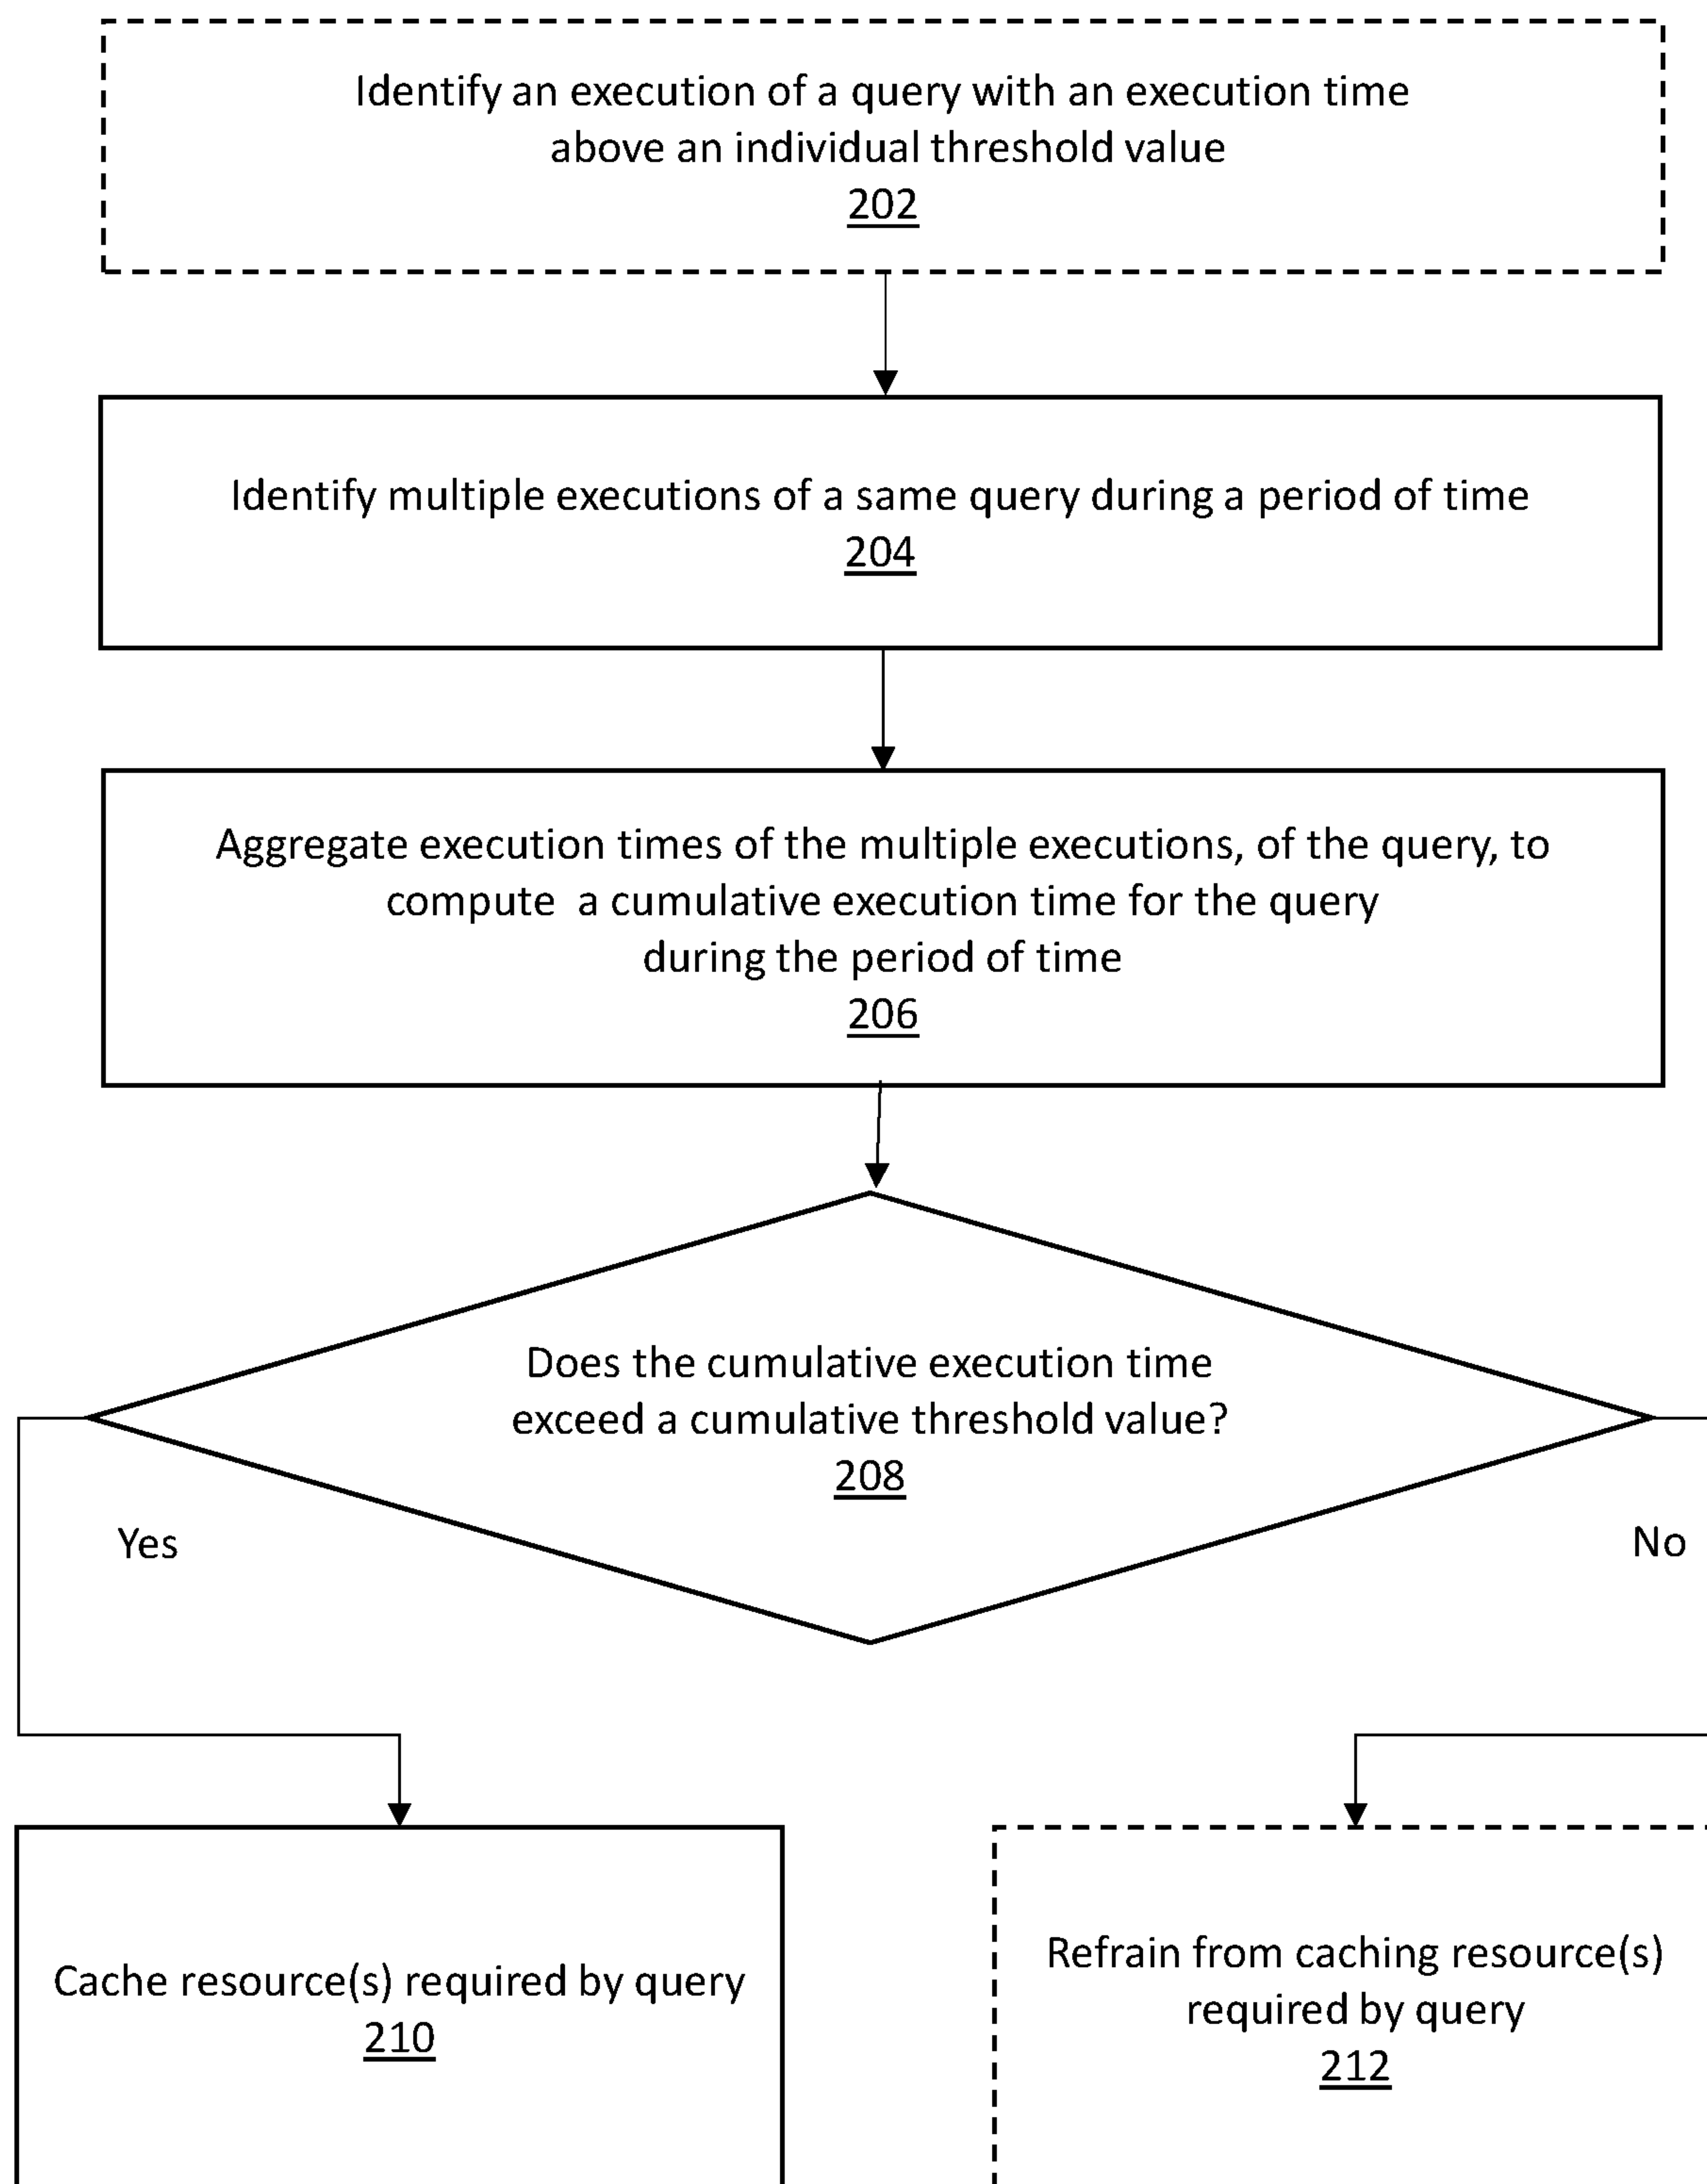 Identify an execution of a query with an execution time
above an individual threshold value
202
Identify multiple executions of a same query during a period of time
204
Aggregate execution times of the multiple executions, of the query, to
compute a cumulative execution time for the query
during the period of time
206
Does the cumulative execution time
exceed a cumulative threshold value?
208
Yes
No
Cache resource(s) required by query
210
Refrain from caching resource(s)
required by query
212